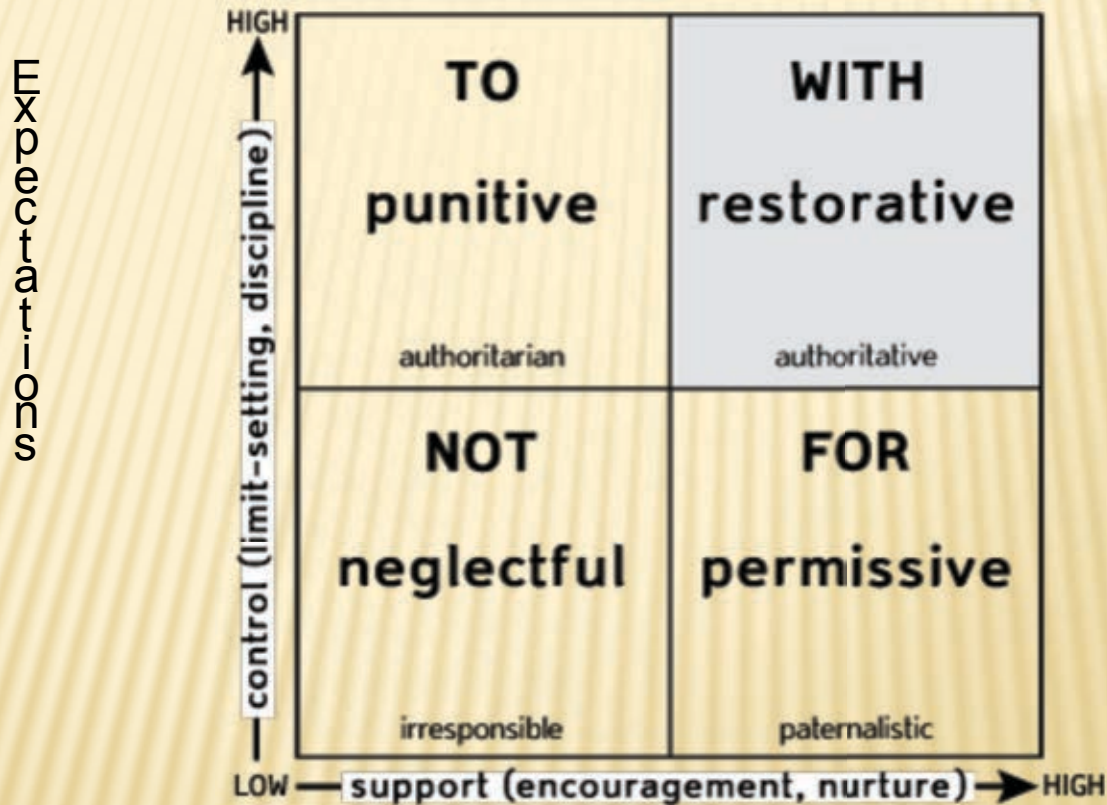 Expectations
HIGH
control (limit-setting, discipline)
TO
punitive
authoritarian
WITH
restorative
authoritative
NOT
neglectful
irresponsible
FOR
permissive
paternalistic
LOW
support (encouragement, nurture)
HIGH